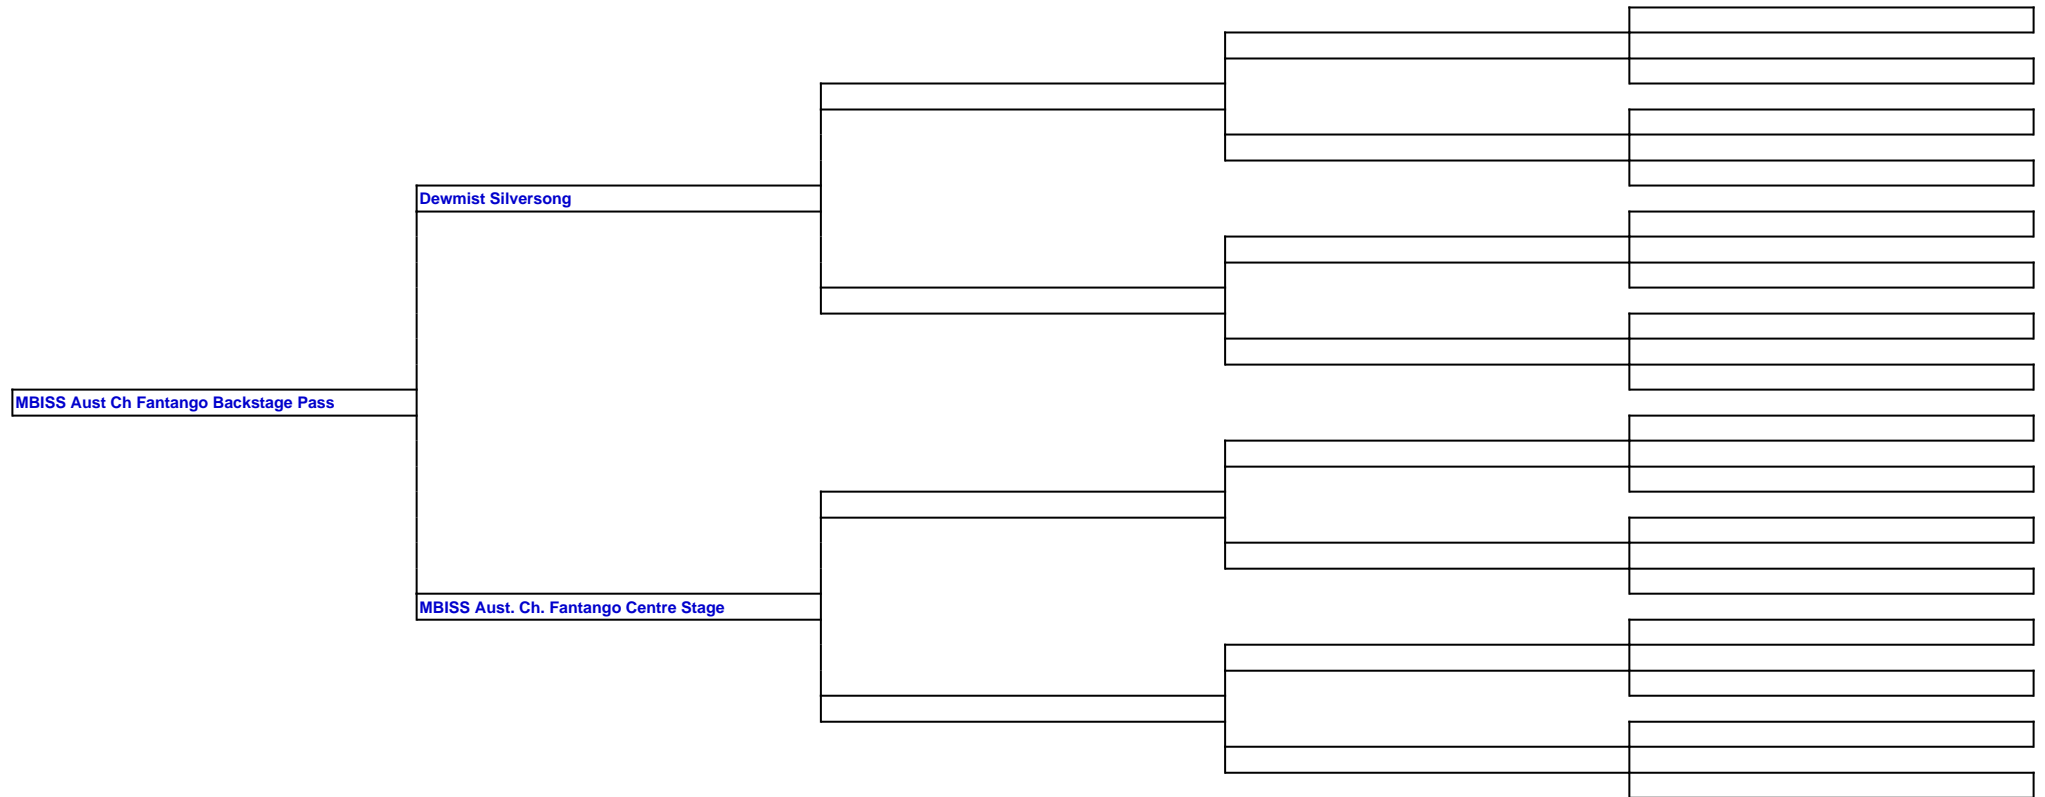 Dewmist Silversong
MBISS Aust Ch Fantango Backstage Pass
MBISS Aust. Ch. Fantango Centre Stage